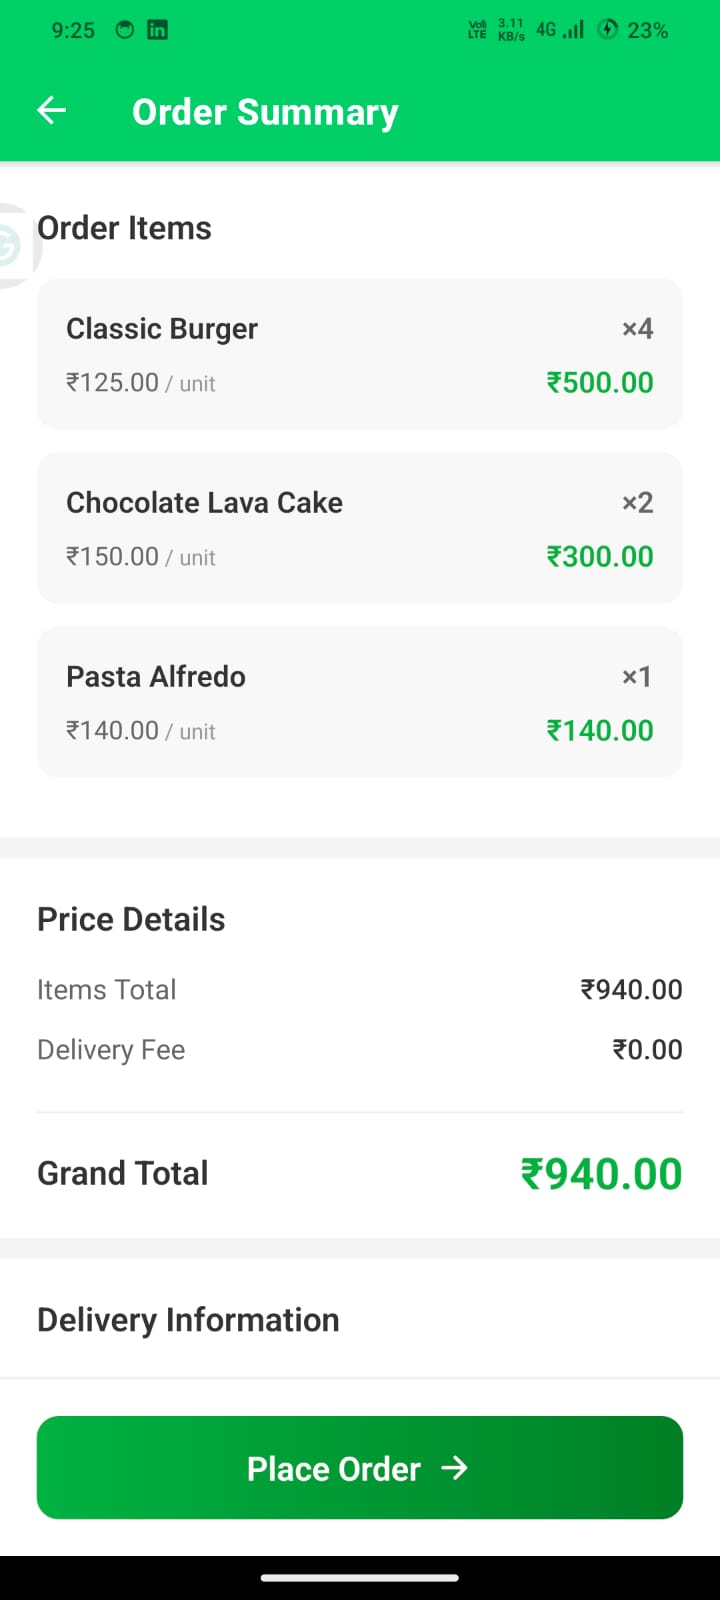 9:25 in Vo) LTE 3.11 KB/s 4G 23%
Order Summary
Order Items
Classic Burger ×4
₹125.00 / unit ₹500.00
Chocolate Lava Cake ×2
₹150.00 / unit ₹300.00
Pasta Alfredo ×1
₹140.00 / unit ₹140.00
Price Details
Items Total ₹940.00
Delivery Fee ₹0.00
Grand Total ₹940.00
Delivery Information
Place Order →